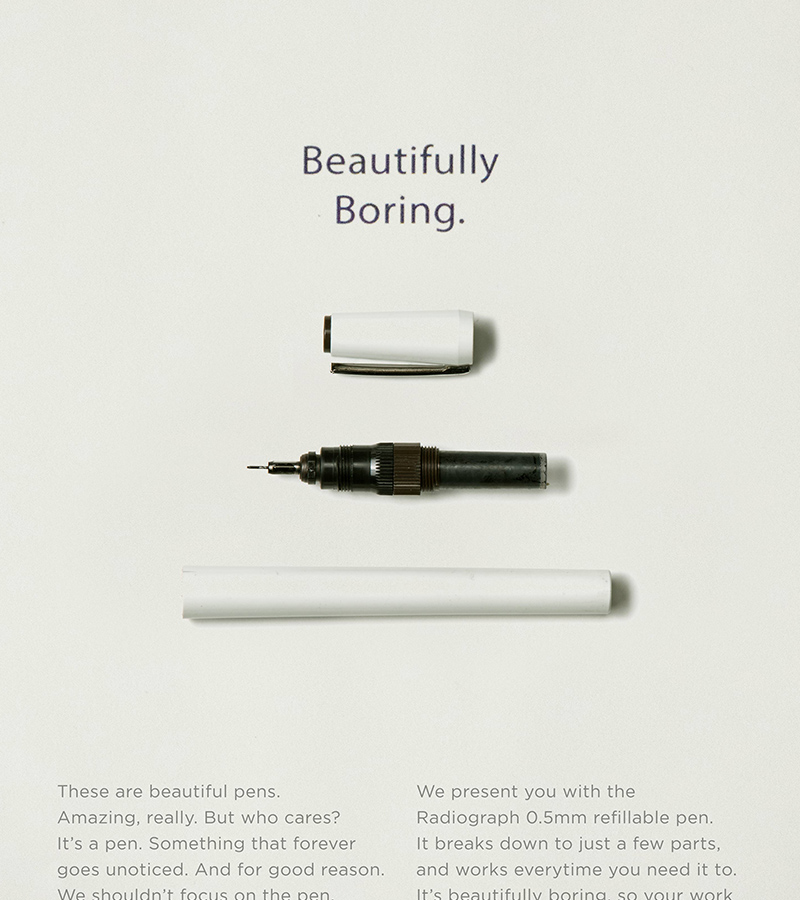 Beautifully
Boring.
These are beautiful pens.
Amazing, really. But who cares?
It’s a pen. Something that forever
goes unnoticed. And for good reason.
We shouldn’t focus on the pen,
We present you with the
Radiograph 0.5mm refillable pen.
It breaks down to just a few parts,
and works everytime you need it to.
It’s beautifully boring, so your work